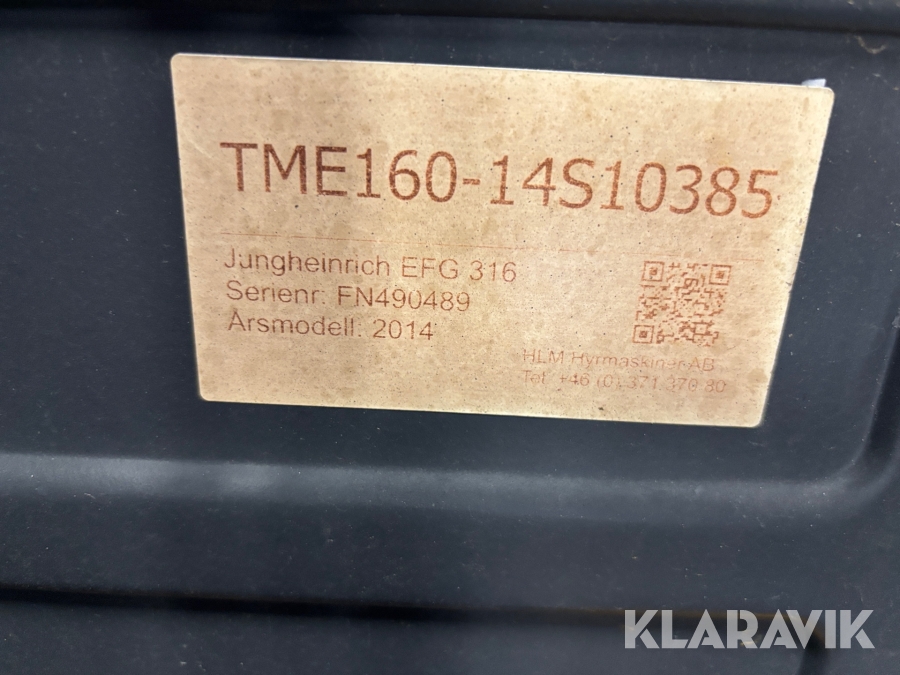 TME160-14S10385
Jungheinrich EFG 316
Serienr: FN490489
Årsmodell: 2014
HLM Hyrmaskiner AB
Tel. +46 (0) 371 370 80
KLARAVIK